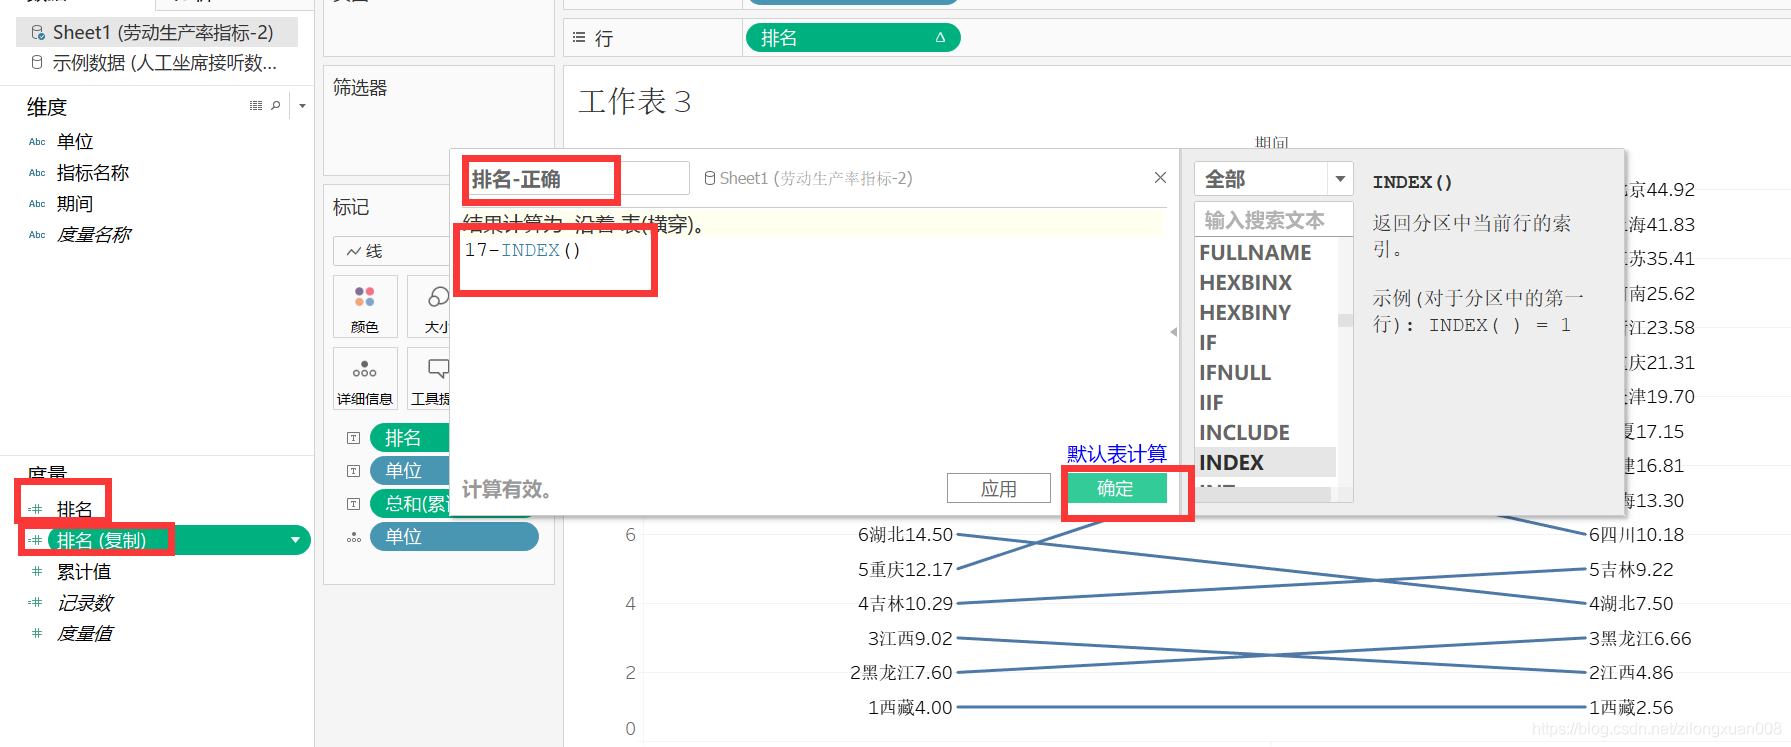 Sheet1 (劳动生产率指标-2)
示例数据 (人工坐席接听数...
维度
Abc 单位
Abc 指标名称
Abc 期间
Abc 度量名称
度量
排名
排名 (复制)
累计值
记录数
度量值
筛选器
标记
线
颜色
大小
详细信息
工具提
排名
单位
总和(累计
单位
行
排名
工作表 3
期间
排名-正确
Sheet1 (劳动生产率指标-2)
结果计算为 沿着 表(横穿)。
17-INDEX()
默认表计算
计算有效。
应用
确定
全部
输入搜索文本
FULLNAME
HEXBINX
HEXBINY
IF
IFNULL
IIF
INCLUDE
INDEX
INDEX()
返回分区中当前行的索
引。
示例 (对于分区中的第一
行): INDEX( ) = 1
京44.92
海41.83
苏35.41
南25.62
江23.58
庆21.31
津19.70
夏17.15
建16.81
海13.30
6
4
2
0
6湖北14.50
5重庆12.17
4吉林10.29
3江西9.02
2黑龙江7.60
1西藏4.00
6四川10.18
5吉林9.22
4湖北7.50
3黑龙江6.66
2江西4.86
1西藏2.56
https://blog.csdn.net/zilongxuan008